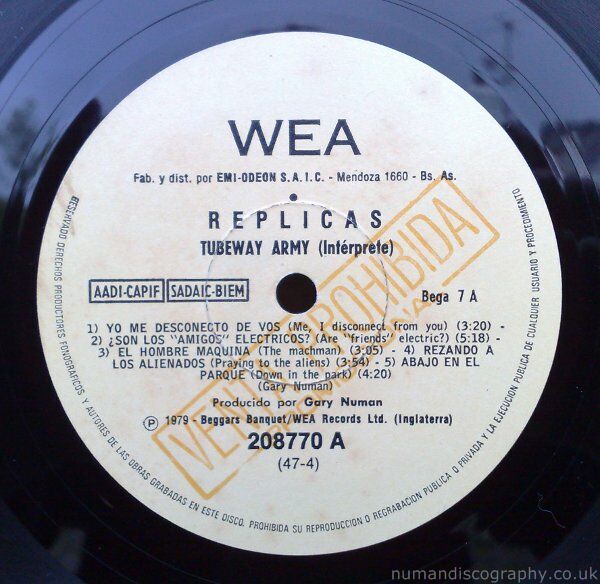 WEA
Fab. y dist. por EMI-ODEON S.A.I.C. - Mendoza 1660 - Bs. As.
REPLICAS
TUBEWAY ARMY (Intérprete)
AADI-CAPIF SADAIC-BIEM
Bega 7 A
1) YO ME DESCONECTO DE VOS (Me, I disconnect from you) (3:20) -
2) ¿SON LOS "AMIGOS" ELECTRICOS? (Are "friends" electric?) (5:18) -
3) EL HOMBRE MAQUINA (The machman) (3:05) - 4) REZANDO A
LOS ALIENADOS (Praying to the aliens) (3:54) - 5) ABAJO EN EL
PARQUE (Down in the park) (4:20)
(Gary Numan)
Producido por Gary Numan
Ⓟ 1979 - Beggars Banquet/WEA Records Ltd. (Inglaterra)
208770 A
(47-4)
VENTA PROHIBIDA
RESERVADO DERECHOS PRODUCTORES FONOGRAFICOS Y AUTORES DE LAS OBRAS GRABADAS EN ESTE DISCO. PROHIBIDA SU REPRODUCCION O REGRABACION PUBLICA O PRIVADA Y LA EJECUCION PUBLICA DE CUALQUIER USUARIO Y PROCEDIMIENTO
numandiscography.co.uk